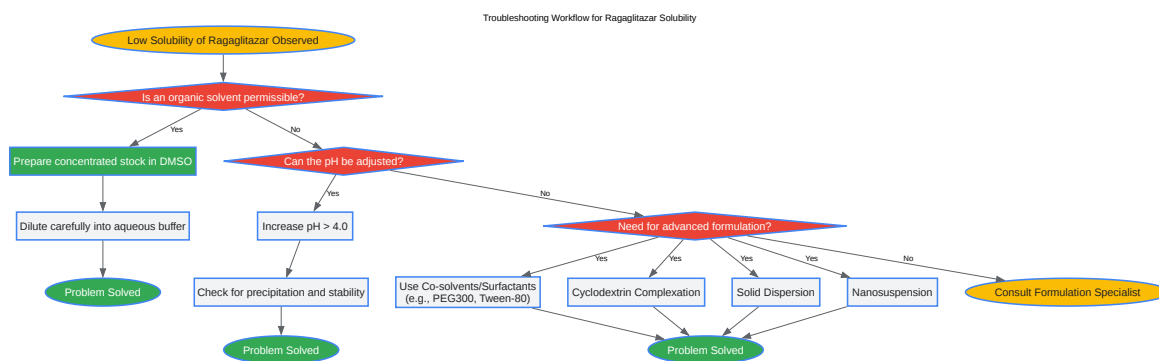 Troubleshooting Workflow for Ragaglitazar Solubility
Low Solubility of Ragaglitazar Observed
Is an organic solvent permissible?
Yes
No
Prepare concentrated stock in DMSO
Can the pH be adjusted?
Yes
No
Dilute carefully into aqueous buffer
Increase pH > 4.0
Need for advanced formulation?
Yes
Yes
Yes
Yes
No
Problem Solved
Check for precipitation and stability
Use Co-solvents/Surfactants
(e.g., PEG300, Tween-80)
Cyclodextrin Complexation
Solid Dispersion
Nanosuspension
Consult Formulation Specialist
Problem Solved
Problem Solved